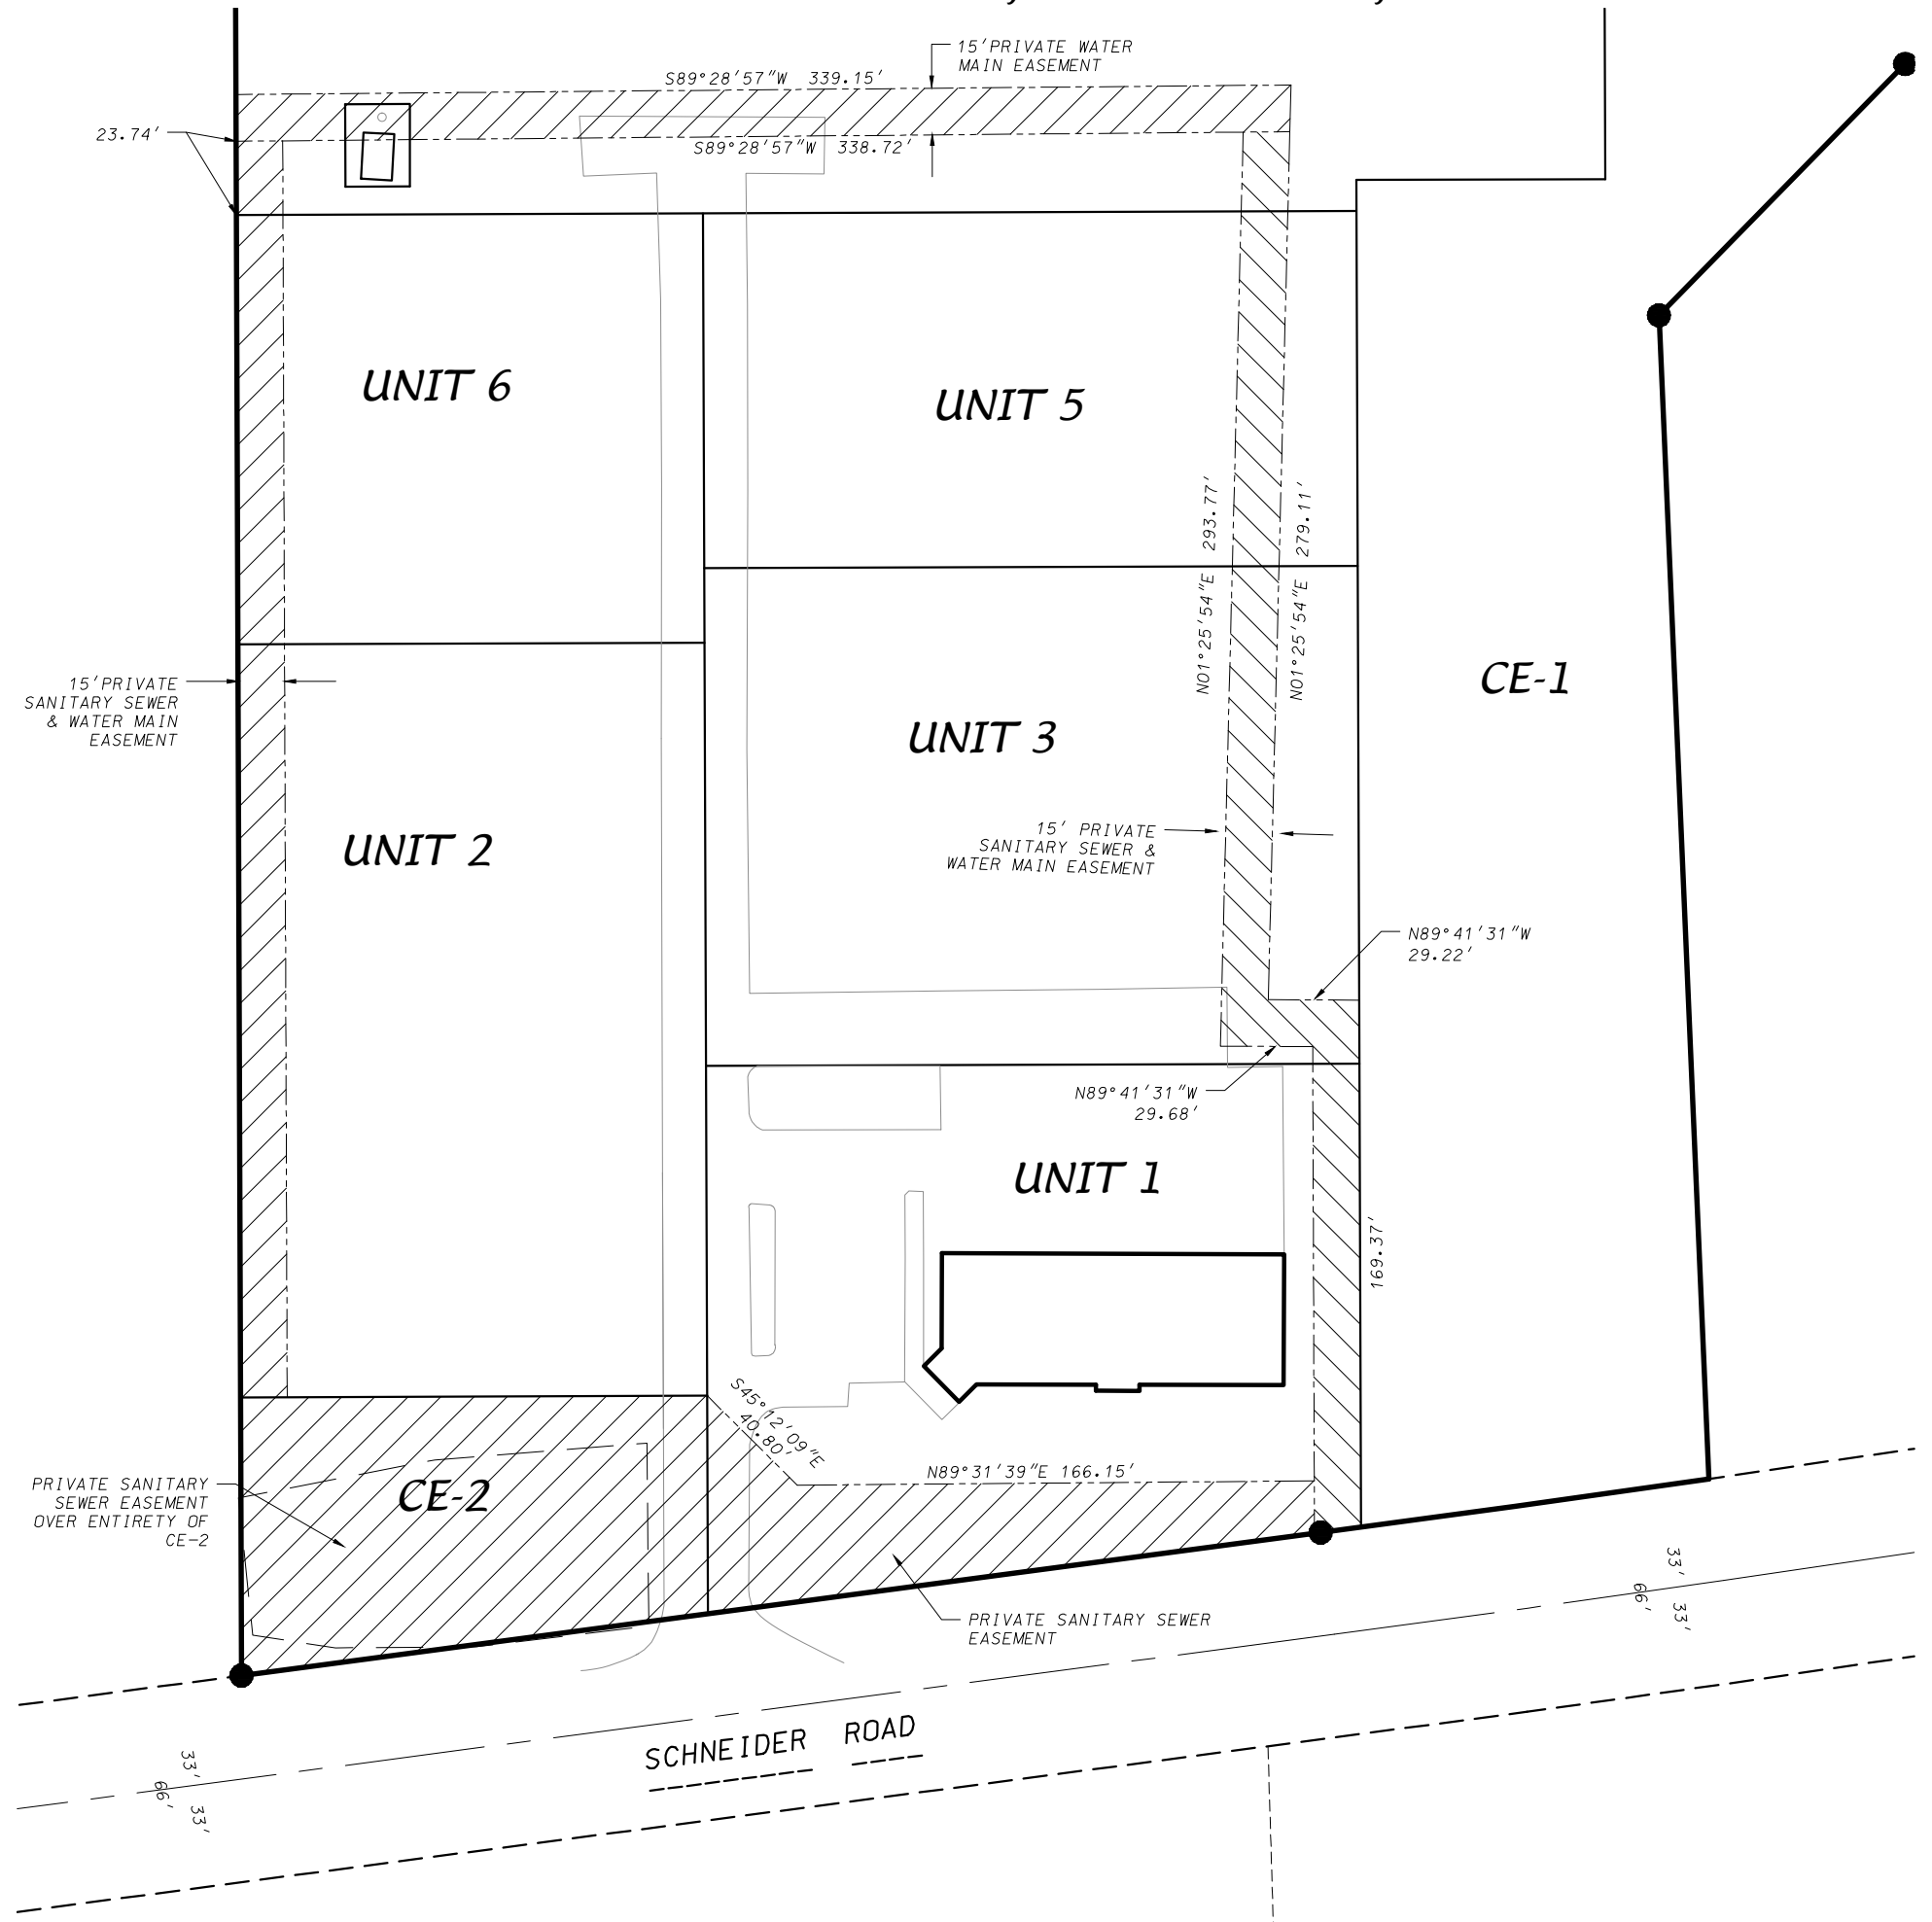 15'PRIVATE WATER
MAIN EASEMENT
S89°28'57"W 339.15'
23.74'
S89°28'57"W 338.72'
UNIT 6
UNIT 5
N01°25'54"E 293.77'
N01°25'54"E 279.11'
15'PRIVATE
SANITARY SEWER
& WATER MAIN
EASEMENT
UNIT 3
CE-1
UNIT 2
15' PRIVATE
SANITARY SEWER &
WATER MAIN EASEMENT
N89°41'31"W
29.22'
N89°41'31"W
29.68'
UNIT 1
169.37'
S45°12'09"E
40.80'
N89°31'39"E 166.15'
PRIVATE SANITARY
SEWER EASEMENT
OVER ENTIRETY OF
CE-2
CE-2
PRIVATE SANITARY SEWER
EASEMENT
33'
66'
33'
SCHNEIDER ROAD
33'
66'
33'